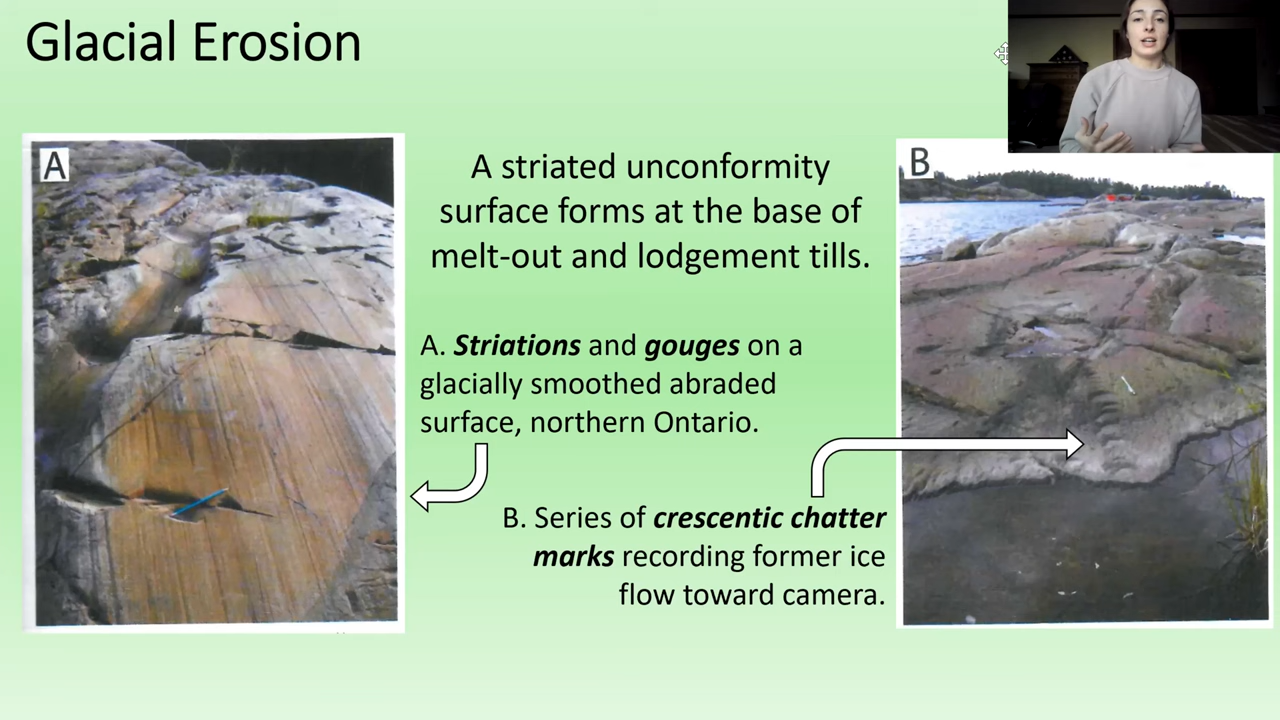 Glacial Erosion
A
A striated unconformity
surface forms at the base of
melt-out and lodgement tills.
A. Striations and gouges on a
glacially smoothed abraded
surface, northern Ontario.
B. Series of crescentic chatter
marks recording former ice
flow toward camera.
B